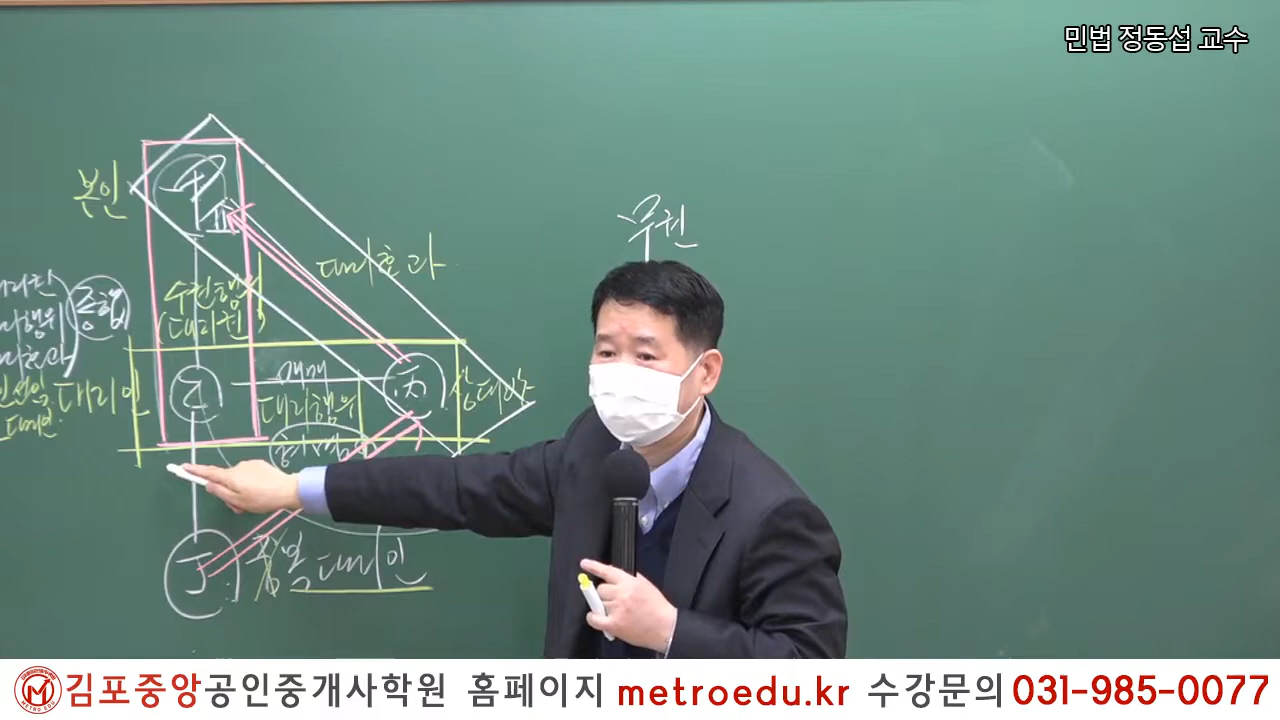 민법 정동섭 교수
본인
甲
무권
대리효과
수권행위
(대리권)
대리인
乙
매매
대리행위
丙
상대방
丁
복대리인
METRO EDU
김포중앙공인중개사학원 홈페이지 metroedu.kr 수강문의 031-985-0077